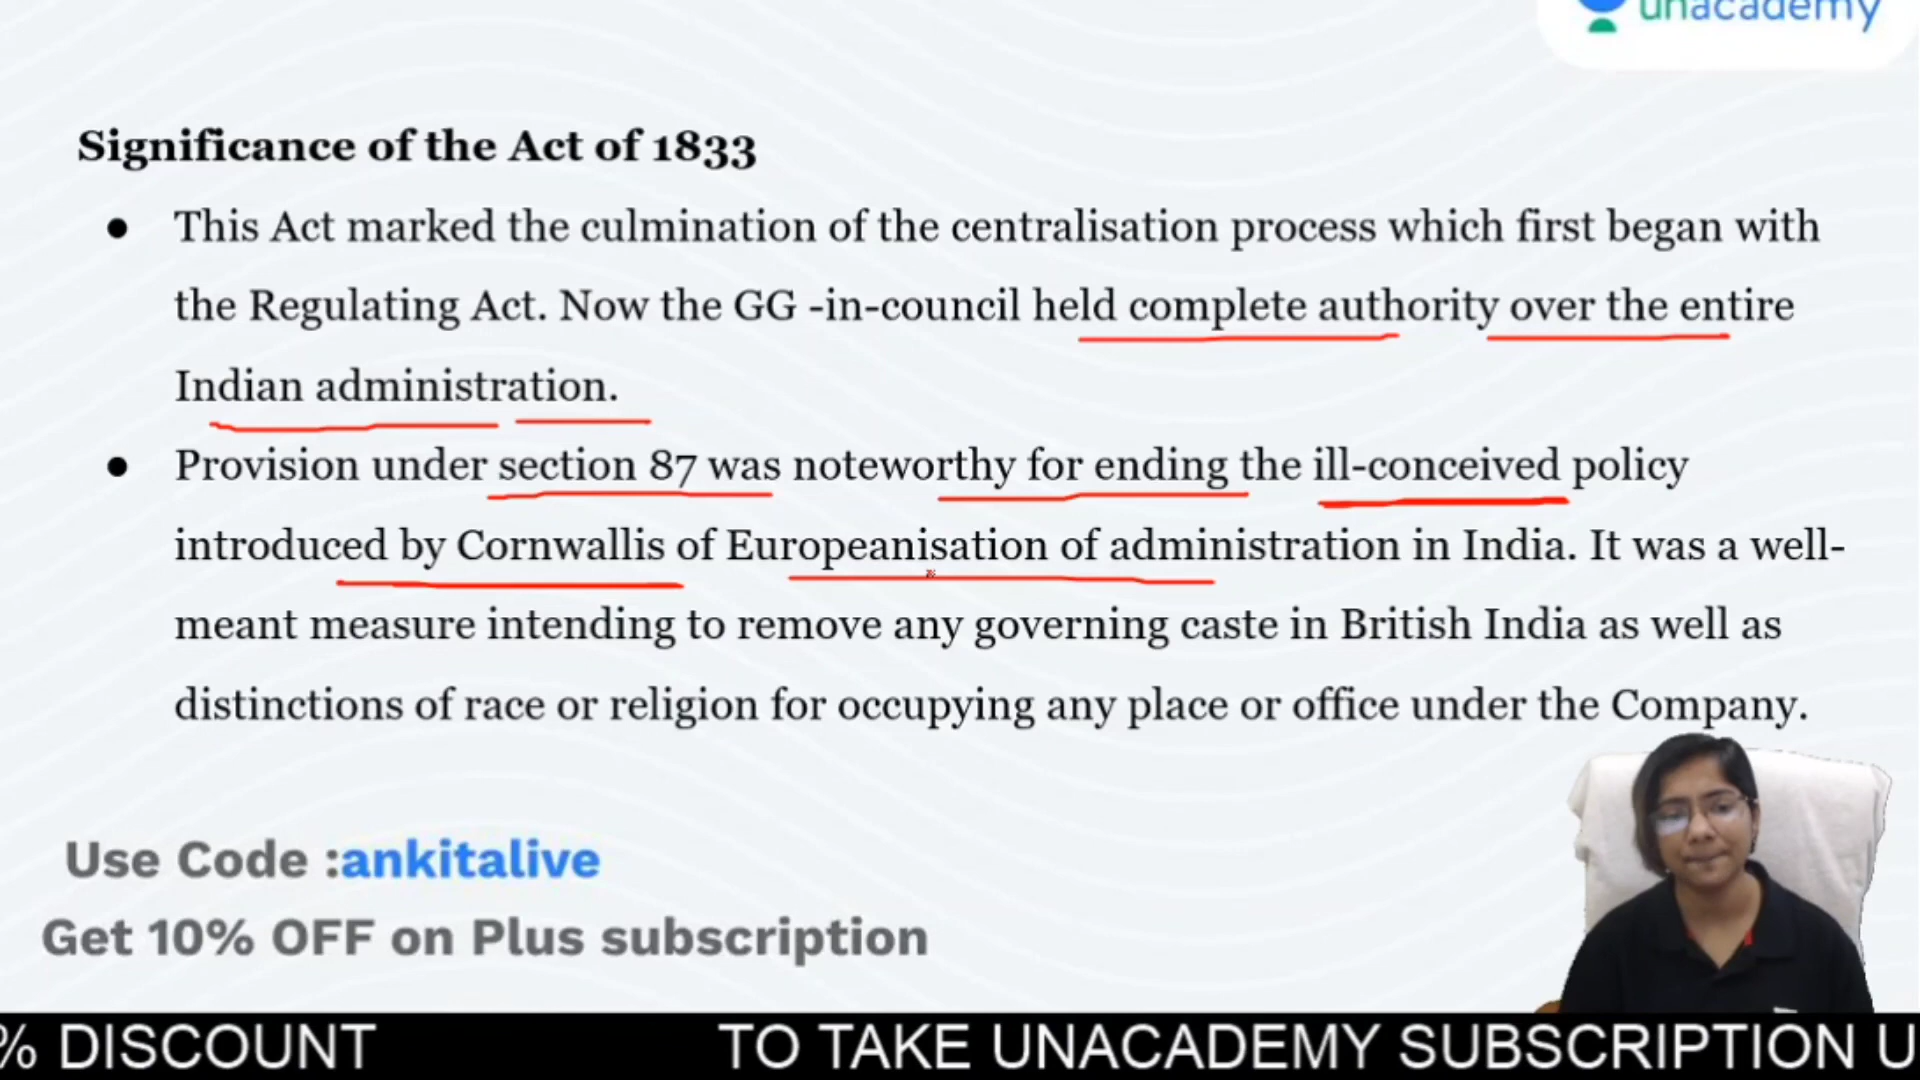 unacademy
Significance of the Act of 1833
● This Act marked the culmination of the centralisation process which first began with
the Regulating Act. Now the GG -in-council held complete authority over the entire
Indian administration.
● Provision under section 87 was noteworthy for ending the ill-conceived policy
introduced by Cornwallis of Europeanisation of administration in India. It was a well-
meant measure intending to remove any governing caste in British India as well as
distinctions of race or religion for occupying any place or office under the Company.
Use Code :ankitalive
Get 10% OFF on Plus subscription
% DISCOUNT TO TAKE UNACADEMY SUBSCRIPTION U